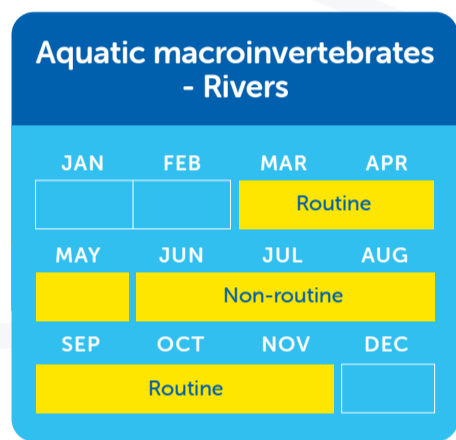 Aquatic macroinvertebrates
- Rivers
JAN FEB MAR APR
Routine
MAY JUN JUL AUG
Non-routine
SEP OCT NOV DEC
Routine